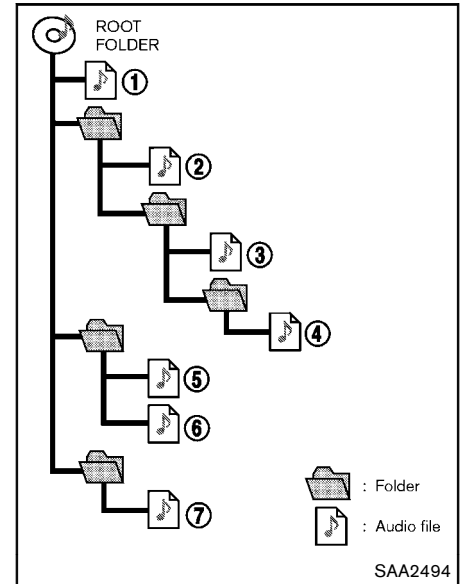 ROOT
FOLDER
①
②
③
④
⑤
⑥
⑦
: Folder
: Audio file
SAA2494